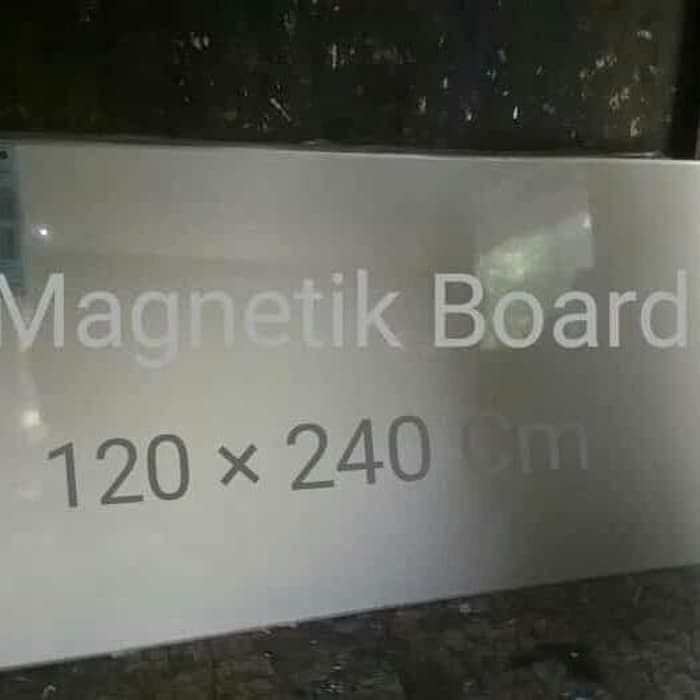 Magnetik Board
120 × 240 Cm